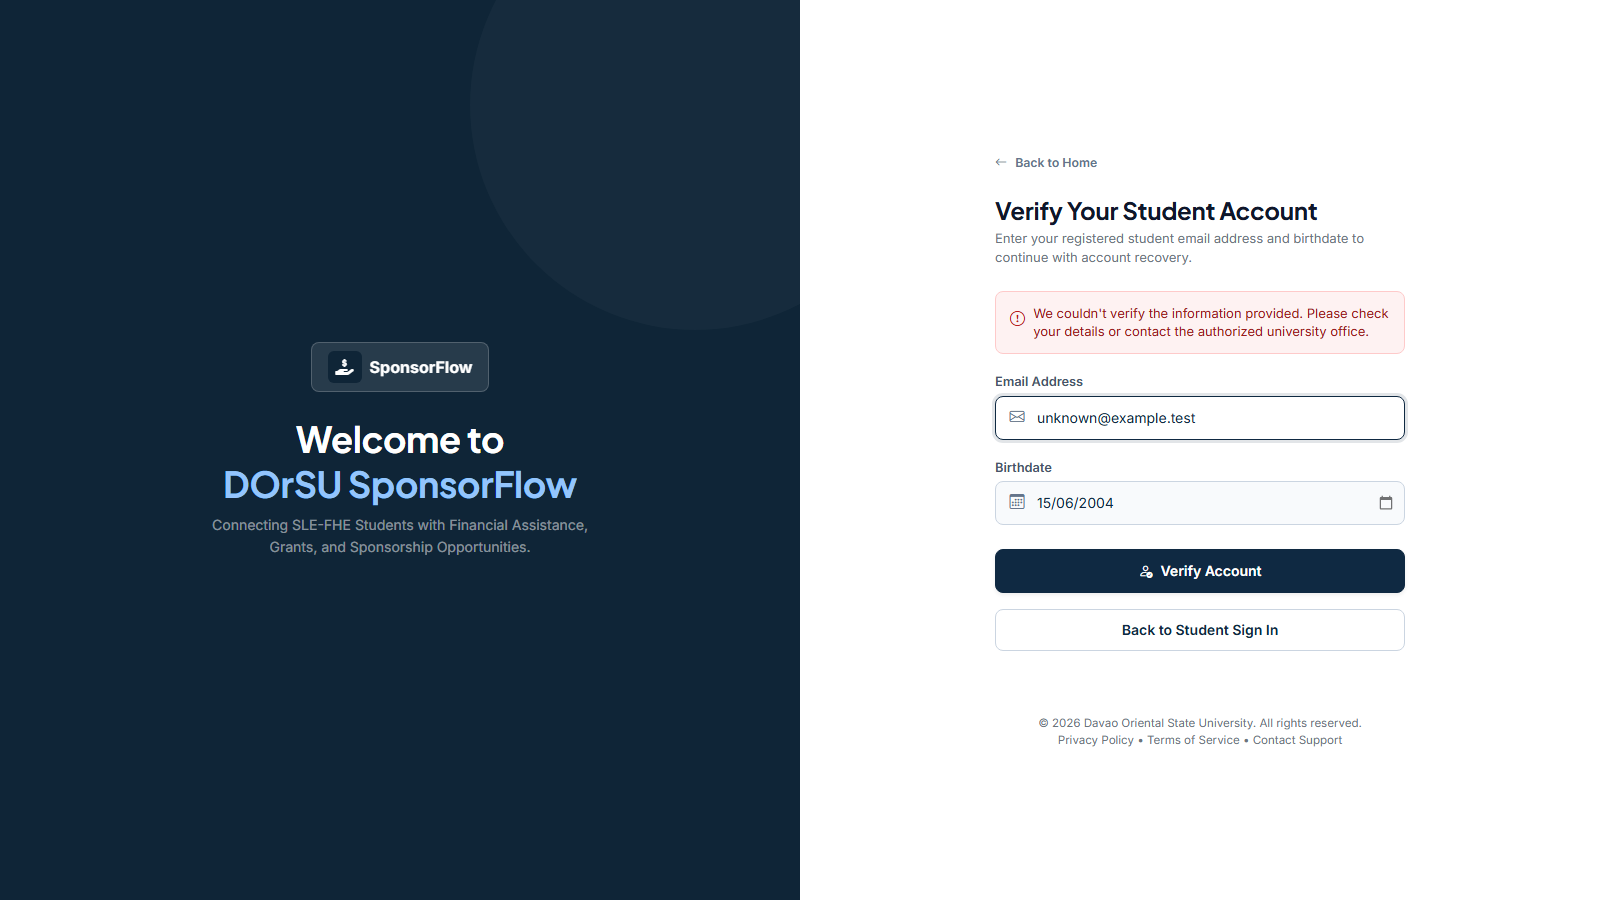 SponsorFlow
Welcome to
DOrSU SponsorFlow
Connecting SLE-FHE Students with Financial Assistance,
Grants, and Sponsorship Opportunities.
Back to Home
Verify Your Student Account
Enter your registered student email address and birthdate to
continue with account recovery.
We couldn't verify the information provided. Please check
your details or contact the authorized university office.
Email Address
unknown@example.test
Birthdate
15/06/2004
Verify Account
Back to Student Sign In
© 2026 Davao Oriental State University. All rights reserved.
Privacy Policy • Terms of Service • Contact Support